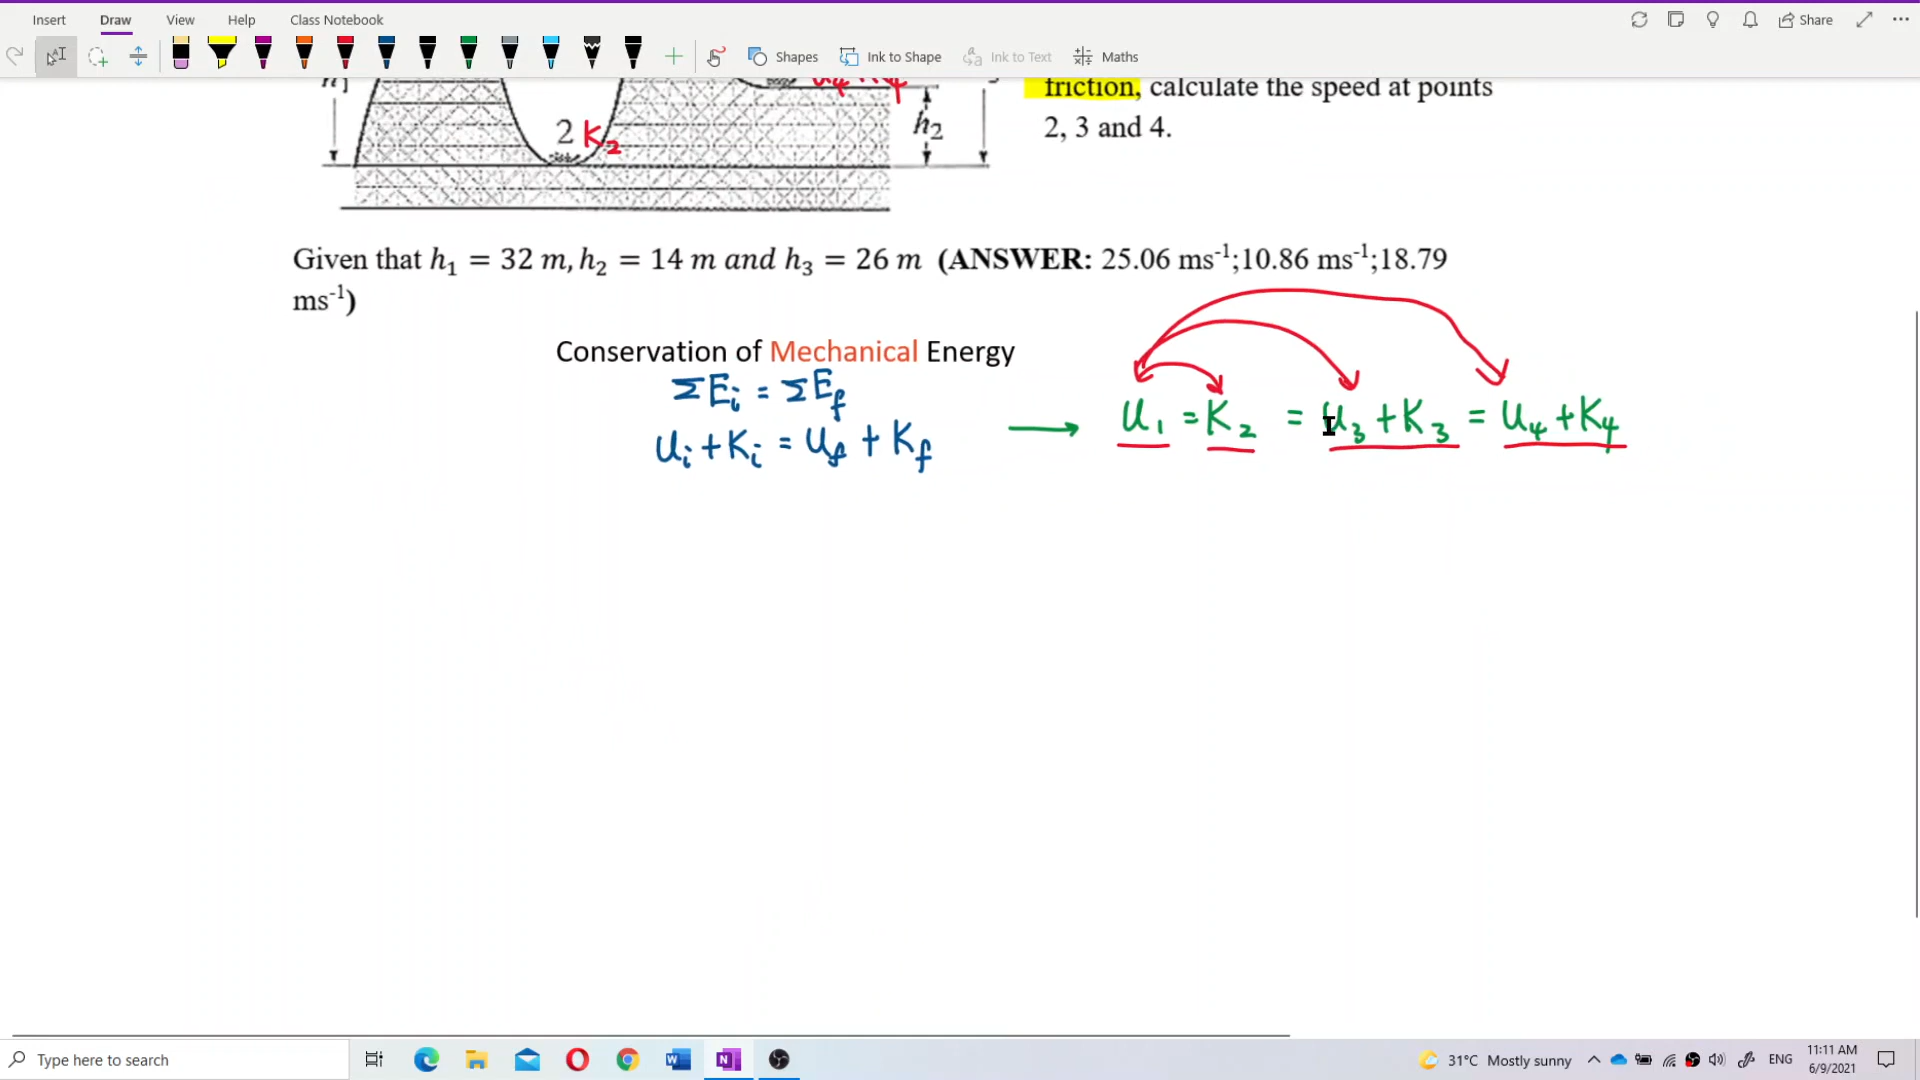 Insert Draw View Help Class Notebook Share
Shapes Ink to Shape Ink to Text Maths
friction, calculate the speed at points
2, 3 and 4.
h₂
2 K₂
Given that h₁ = 32 m, h₂ = 14 m and h₃ = 26 m (ANSWER: 25.06 ms⁻¹;10.86 ms⁻¹;18.79
ms⁻¹)
Conservation of Mechanical Energy
ΣEi = ΣEf
Ui + Ki = Uf + Kf
U₁ = K₂ = U₃ + K₃ = U₄ + K₄
Type here to search 31°C Mostly sunny ENG 11:11 AM
6/9/2021